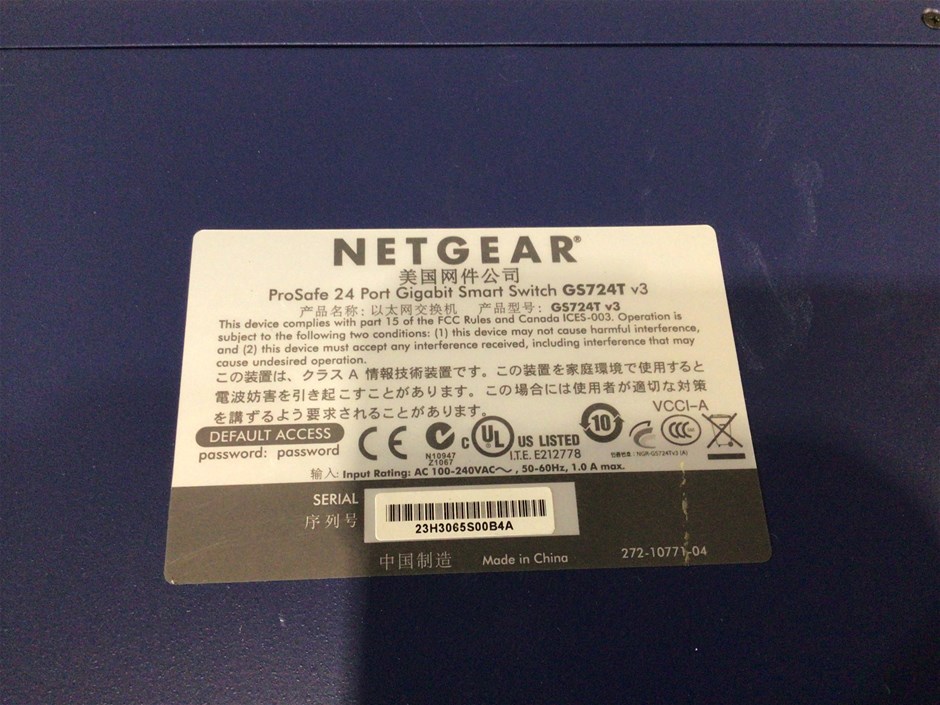 NETGEAR®
美国网件公司
ProSafe 24 Port Gigabit Smart Switch GS724T v3
产品名称: 以太网交换机 产品型号: GS724T v3
This device complies with part 15 of the FCC Rules and Canada ICES-003. Operation is
subject to the following two conditions: (1) this device may not cause harmful interference,
and (2) this device must accept any interference received, including interference that may
cause undesired operation.
この装置は、クラス A 情報技術装置です。この装置を家庭環境で使用すると
電波妨害を引き起こすことがあります。この場合には使用者が適切な対策
を講ずるよう要求されることがあります。
VCCI-A
DEFAULT ACCESS
password: password
CE
N10947
Z1067
C UL US LISTED
I.T.E. E212778
10
CCC
인증번호: NGR-GS724Tv3 (A)
输入: Input Rating: AC 100-240VAC～, 50-60Hz, 1.0 A max.
SERIAL
序列号
23H3065S00B4A
中国制造 Made in China
272-10771-04